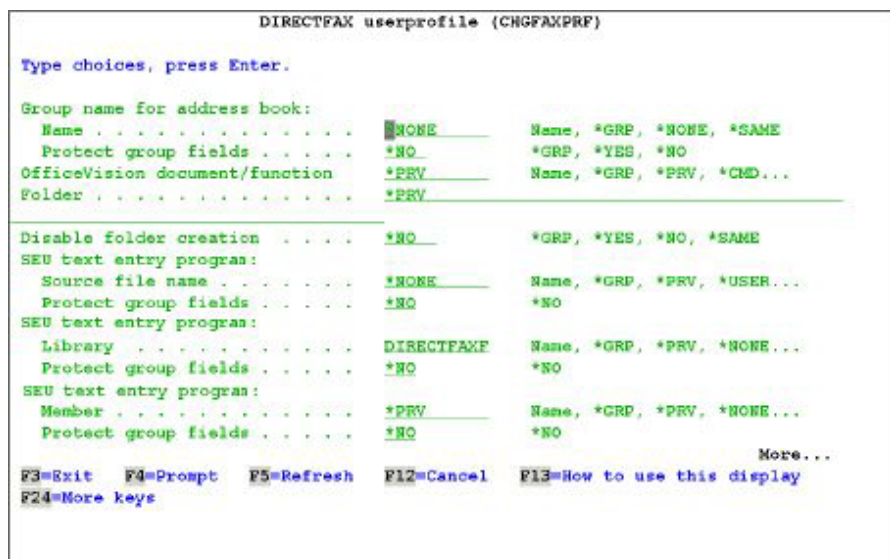 DIRECTFAX userprofile (CHGFAXPRF)
Type choices, press Enter.
Group name for address book:
Name . . . . . . . . . . . . . *NONE Name, *GRP, *NONE, *SAME
Protect group fields . . . . . *NO *GRP, *YES, *NO
OfficeVision document/function *PRV Name, *GRP, *PRV, *CMD...
Folder . . . . . . . . . . . . . *PRV
Disable folder creation . . . . *NO *GRP, *YES, *NO, *SAME
SEU text entry program:
Source file name . . . . . . . *NONE Name, *GRP, *PRV, *USER...
Protect group fields . . . . . *NO *NO
SEU text entry program:
Library . . . . . . . . . . . DIRECTFAXF Name, *GRP, *PRV, *NONE...
Protect group fields . . . . . *NO *NO
SEU text entry program:
Member . . . . . . . . . . . . *PRV Name, *GRP, *PRV, *NONE...
Protect group fields . . . . . *NO *NO
More...
F3=Exit F4=Prompt F5=Refresh F12=Cancel F13=How to use this display
F24=More keys